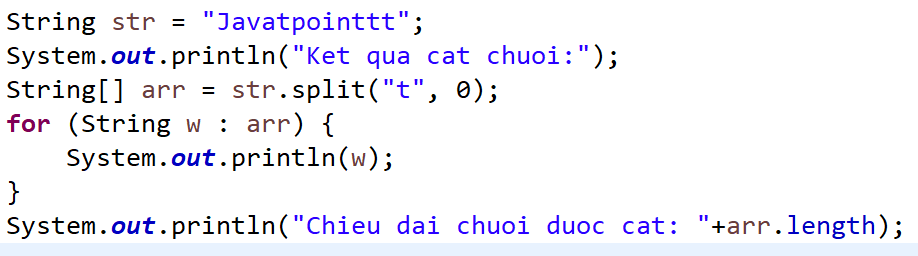 String str = "Javatpointtt";
System.out.println("Ket qua cat chuoi:");
String[] arr = str.split("t", 0);
for (String w : arr) {
    System.out.println(w);
}
System.out.println("Chieu dai chuoi duoc cat: "+arr.length);